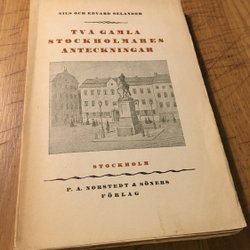 NILS OCH EDVARD SELANDER
TVÅ GAMLA
STOCKHOLMARES
ANTECKNINGAR
STOCKHOLM
P. A. NORSTEDT & SÖNERS
FÖRLAG